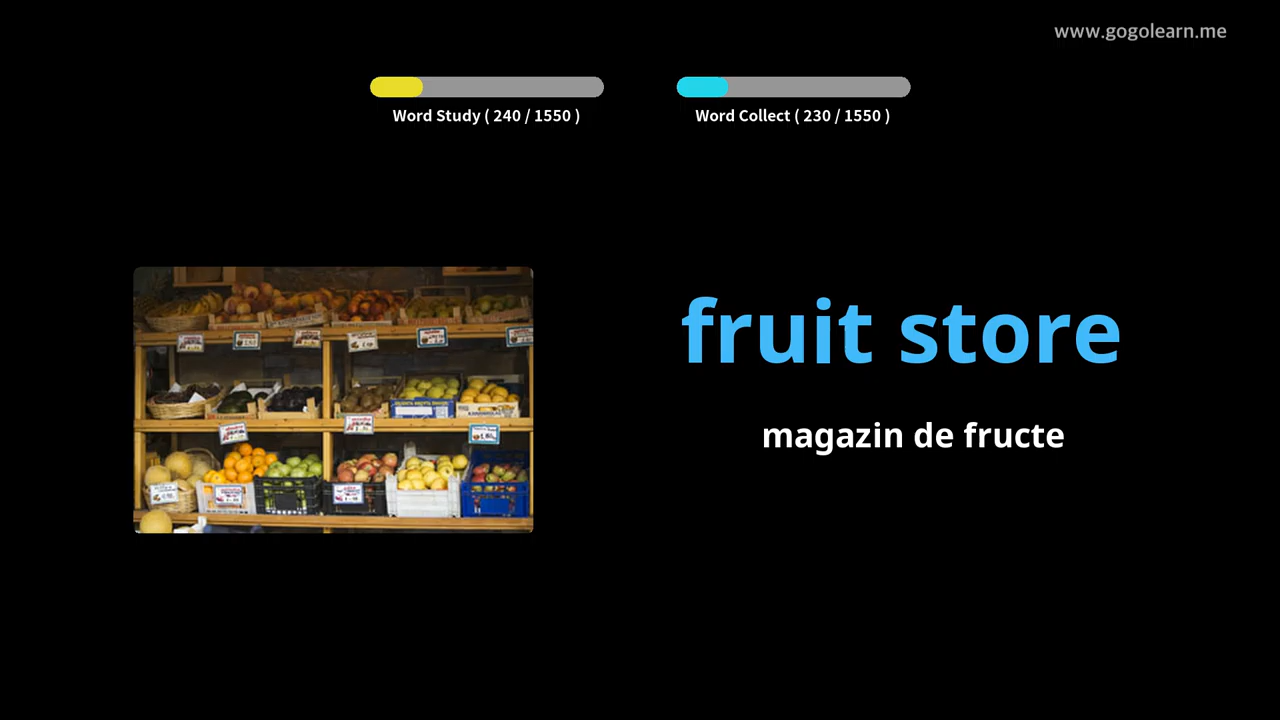 www.gogolearn.me
Word Study ( 240 / 1550 )
Word Collect ( 230 / 1550 )
fruit store
magazin de fructe